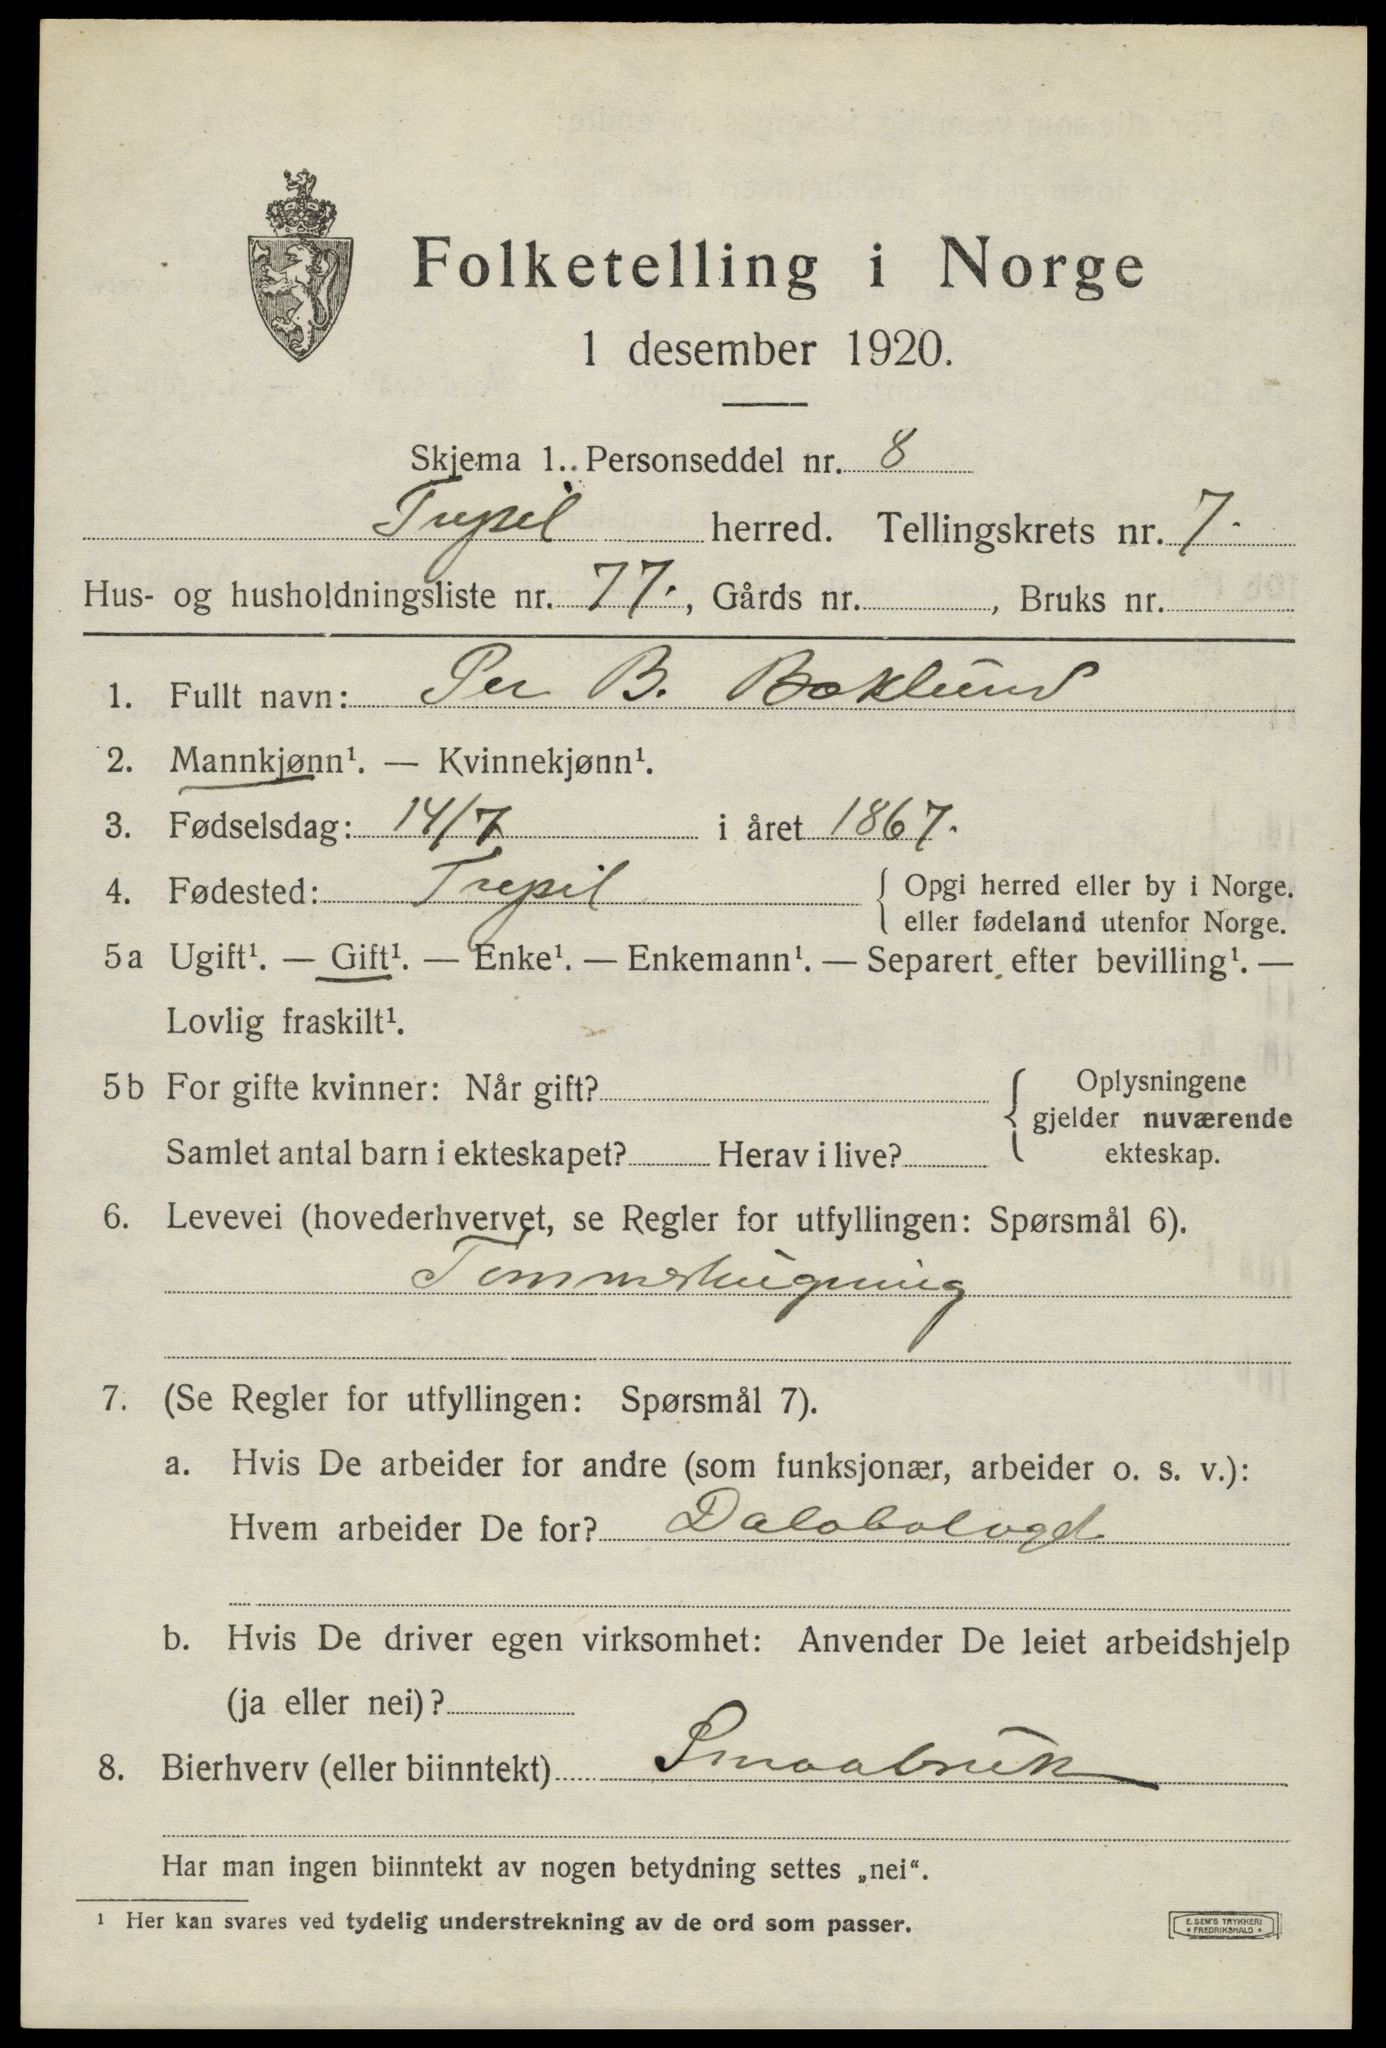 Folketelling i Norge
1 desember 1920.
Skjema 1. Personseddel nr. 8
Trysil herred. Tellingskrets nr. 7.
Hus- og husholdningsliste nr. 77., Gårds nr. , Bruks nr.
1. Fullt navn: Per B. Baklund
2. Mannkjønn¹. — Kvinnekjønn¹.
3. Fødselsdag: 14/7 i året 1867.
4. Fødested: Trysil { Opgi herred eller by i Norge.
eller fødeland utenfor Norge.
5a Ugift¹. — Gift¹. — Enke¹. — Enkemann¹. — Separert efter bevilling¹. —
Lovlig fraskilt¹.
5b For gifte kvinner: Når gift? { Oplysningene
gjelder nuværende
Samlet antal barn i ekteskapet? Herav i live? ekteskap.
6. Levevei (hovederhvervet, se Regler for utfyllingen: Spørsmål 6).
Tømmerhugning
7. (Se Regler for utfyllingen: Spørsmål 7).
a. Hvis De arbeider for andre (som funksjonær, arbeider o. s. v.):
Hvem arbeider De for?
b. Hvis De driver egen virksomhet: Anvender De leiet arbeidshjelp
(ja eller nei)?
8. Bierhverv (eller biinntekt) Smaabruk
Har man ingen biinntekt av nogen betydning settes „nei“.
¹ Her kan svares ved tydelig understrekning av de ord som passer.
E. SEM'S TRYKKERI
* FREDRIKSHALD *